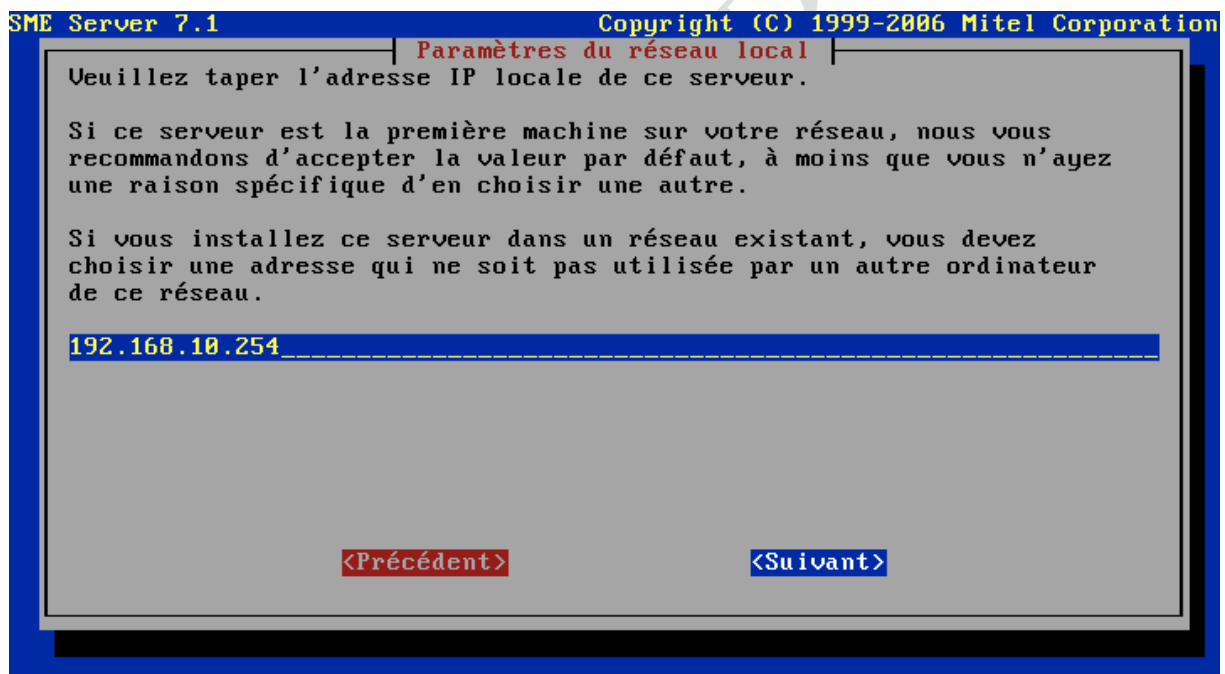 SME Server 7.1 Copyright (C) 1999-2006 Mitel Corporation
Paramètres du réseau local
Veuillez taper l'adresse IP locale de ce serveur.
Si ce serveur est la première machine sur votre réseau, nous vous
recommandons d'accepter la valeur par défaut, à moins que vous n'ayez
une raison spécifique d'en choisir une autre.
Si vous installez ce serveur dans un réseau existant, vous devez
choisir une adresse qui ne soit pas utilisée par un autre ordinateur
de ce réseau.
192.168.10.254
<Précédent> <Suivant>